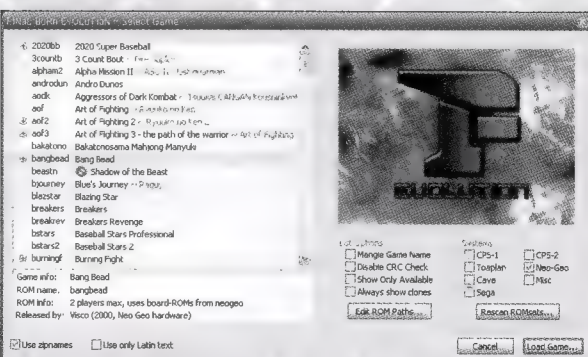 FINAL BURN EVOLUTION ~ Select Game
2020bb 2020 Super Baseball
3countb 3 Count Bout
alpham2 Alpha Mission II
androdun Andro Dunos
aodk Aggressors of Dark Kombat
aof Art of Fighting
aof2 Art of Fighting 2
aof3 Art of Fighting 3 - the path of the warrior ~ Art of Fighting
bakatono Bakatonosama Mahjong Manyuki
bangbead Bang Bead
beastn Shadow of the Beast
bjourney Blue's Journey
blazstar Blazing Star
breakers Breakers
breakrev Breakers Revenge
bstars Baseball Stars Professional
bstars2 Baseball Stars 2
burningf Burning Fight
EVOLUTION
Game info: Bang Bead
ROM name: bangbead
ROM info: 2 players max, uses board-ROMs from neogeo
Released by: Visco (2000, Neo Geo hardware)
Use zipnames
Use only Latin text
List Options
Mangle Game Name
Disable CRC Check
Show Only Available
Always show clones
Edit ROM Paths...
Systems
CPS-1
CPS-2
Toaplan
Neo-Geo
Cave
Misc
Sega
Rescan ROMsets...
Cancel
Load Game...